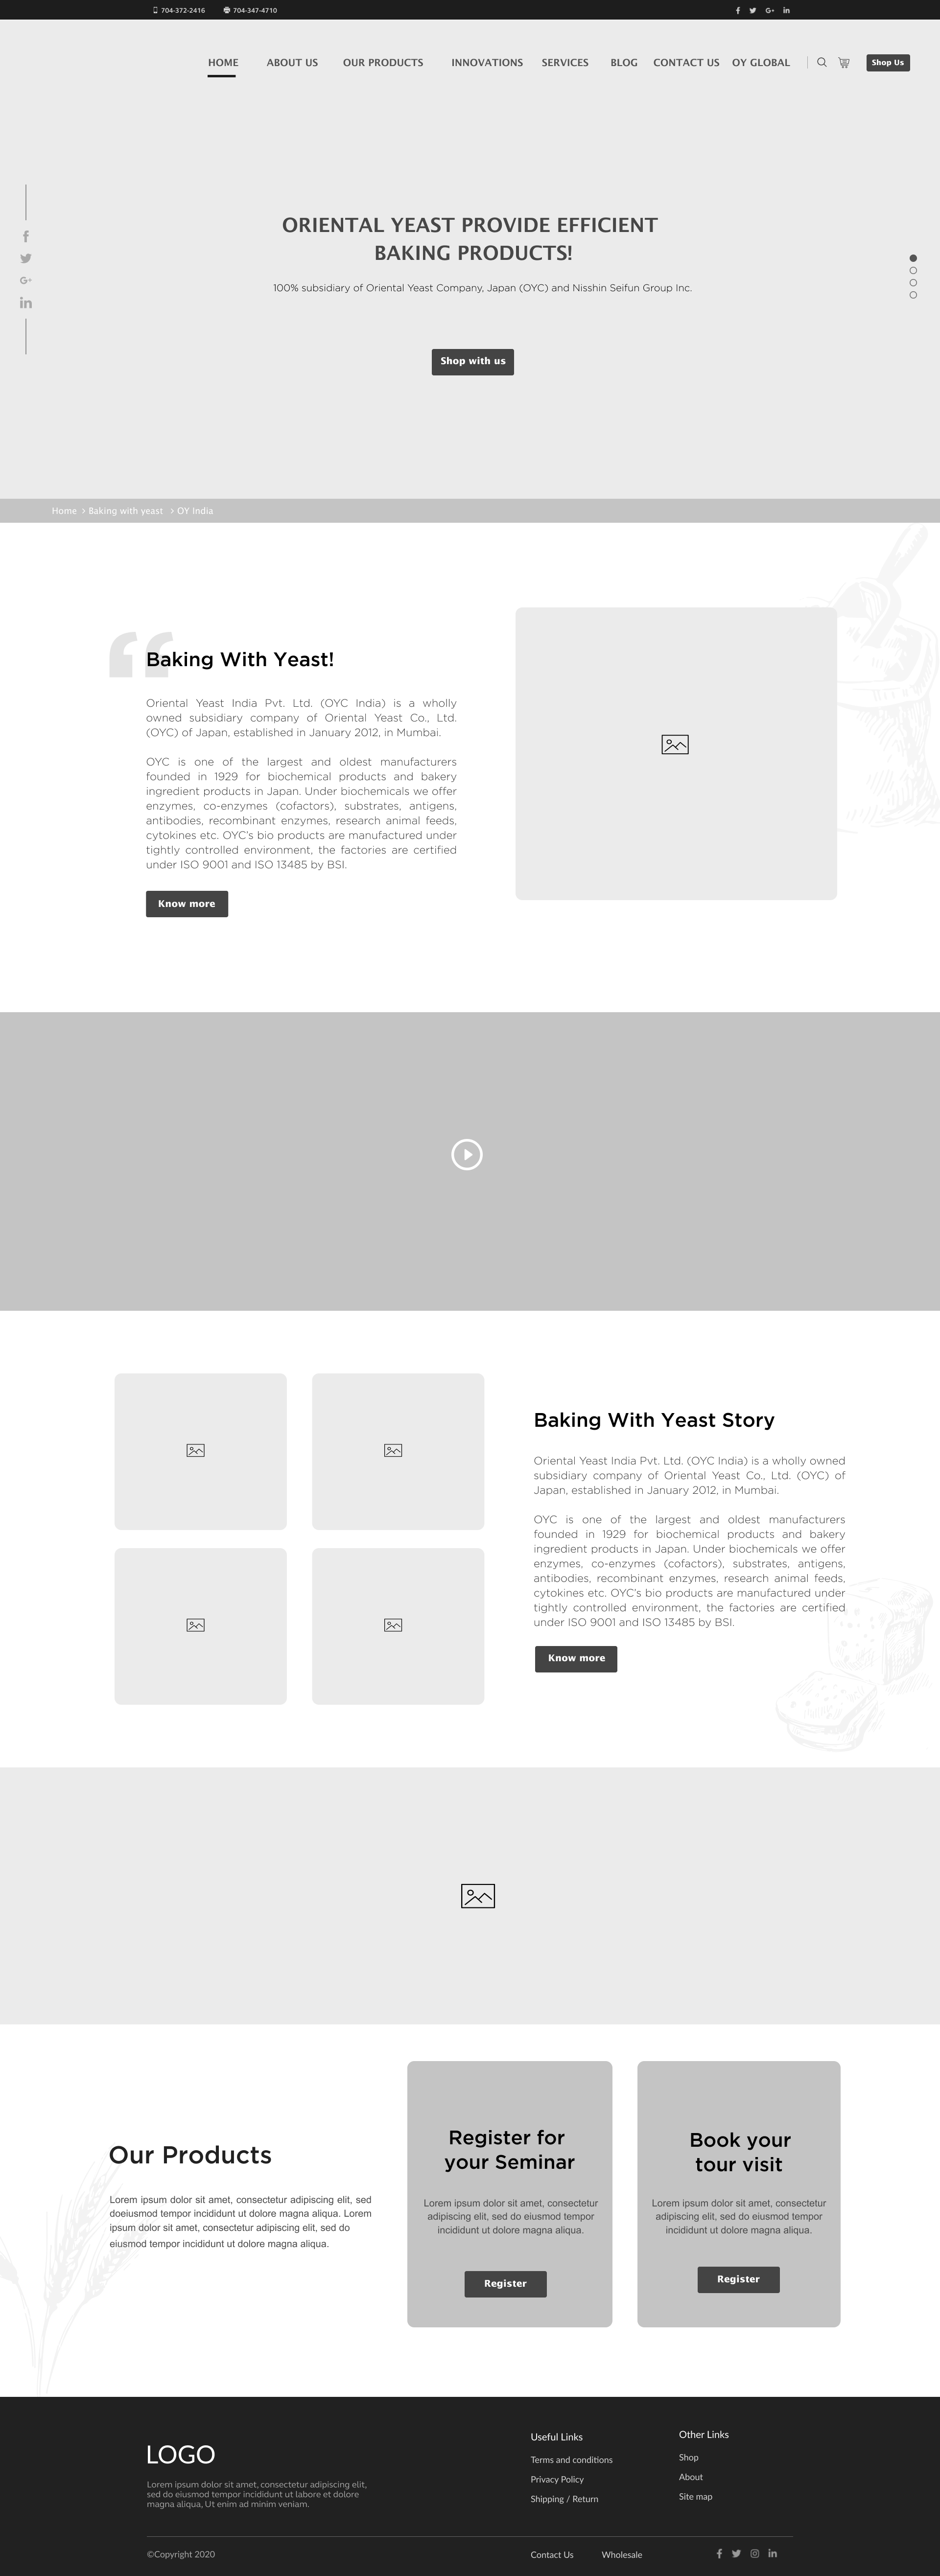 704-372-2416 704-347-4710
HOME ABOUT US OUR PRODUCTS INNOVATIONS SERVICES BLOG CONTACT US OY GLOBAL Shop Us
ORIENTAL YEAST PROVIDE EFFICIENT
BAKING PRODUCTS!
100% subsidiary of Oriental Yeast Company, Japan (OYC) and Nisshin Seifun Group Inc.
Shop with us
Home > Baking with yeast > OY India
Baking With Yeast!
Oriental Yeast India Pvt. Ltd. (OYC India) is a wholly
owned subsidiary company of Oriental Yeast Co., Ltd.
(OYC) of Japan, established in January 2012, in Mumbai.
OYC is one of the largest and oldest manufacturers
founded in 1929 for biochemical products and bakery
ingredient products in Japan. Under biochemicals we offer
enzymes, co-enzymes (cofactors), substrates, antigens,
antibodies, recombinant enzymes, research animal feeds,
cytokines etc. OYC's bio products are manufactured under
tightly controlled environment, the factories are certified
under ISO 9001 and ISO 13485 by BSI.
Know more
Baking With Yeast Story
Oriental Yeast India Pvt. Ltd. (OYC India) is a wholly owned
subsidiary company of Oriental Yeast Co., Ltd. (OYC) of
Japan, established in January 2012, in Mumbai.
OYC is one of the largest and oldest manufacturers
founded in 1929 for biochemical products and bakery
ingredient products in Japan. Under biochemicals we offer
enzymes, co-enzymes (cofactors), substrates, antigens,
antibodies, recombinant enzymes, research animal feeds,
cytokines etc. OYC's bio products are manufactured under
tightly controlled environment, the factories are certified
under ISO 9001 and ISO 13485 by BSI.
Know more
Our Products
Lorem ipsum dolor sit amet, consectetur adipiscing elit, sed
doeiusmod tempor incididunt ut dolore magna aliqua. Lorem
ipsum dolor sit amet, consectetur adipiscing elit, sed do
eiusmod tempor incididunt ut dolore magna aliqua.
Register for
your Seminar
Lorem ipsum dolor sit amet, consectetur
adipiscing elit, sed do eiusmod tempor
incididunt ut dolore magna aliqua.
Register
Book your
tour visit
Lorem ipsum dolor sit amet, consectetur
adipiscing elit, sed do eiusmod tempor
incididunt ut dolore magna aliqua.
Register
LOGO
Lorem ipsum dolor sit amet, consectetur adipiscing elit,
sed do eiusmod tempor incididunt ut labore et dolore
magna aliqua, Ut enim ad minim veniam.
Useful Links
Terms and conditions
Privacy Policy
Shipping / Return
Other Links
Shop
About
Site map
©Copyright 2020
Contact Us Wholesale